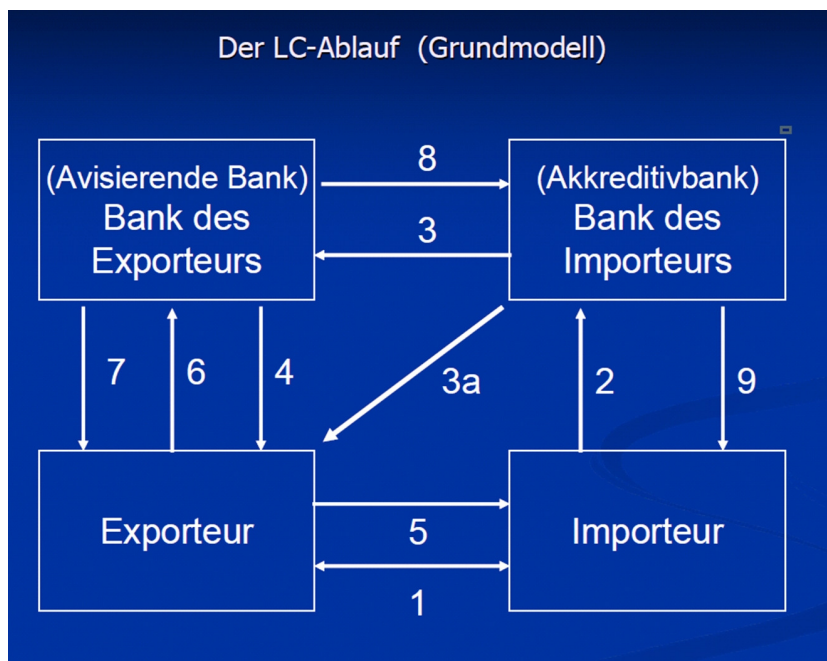 Der LC-Ablauf (Grundmodell)
(Avisierende Bank)
Bank des
Exporteurs
8
3
(Akkreditivbank)
Bank des
Importeurs
7
6
4
3a
2
9
Exporteur
5
1
Importeur